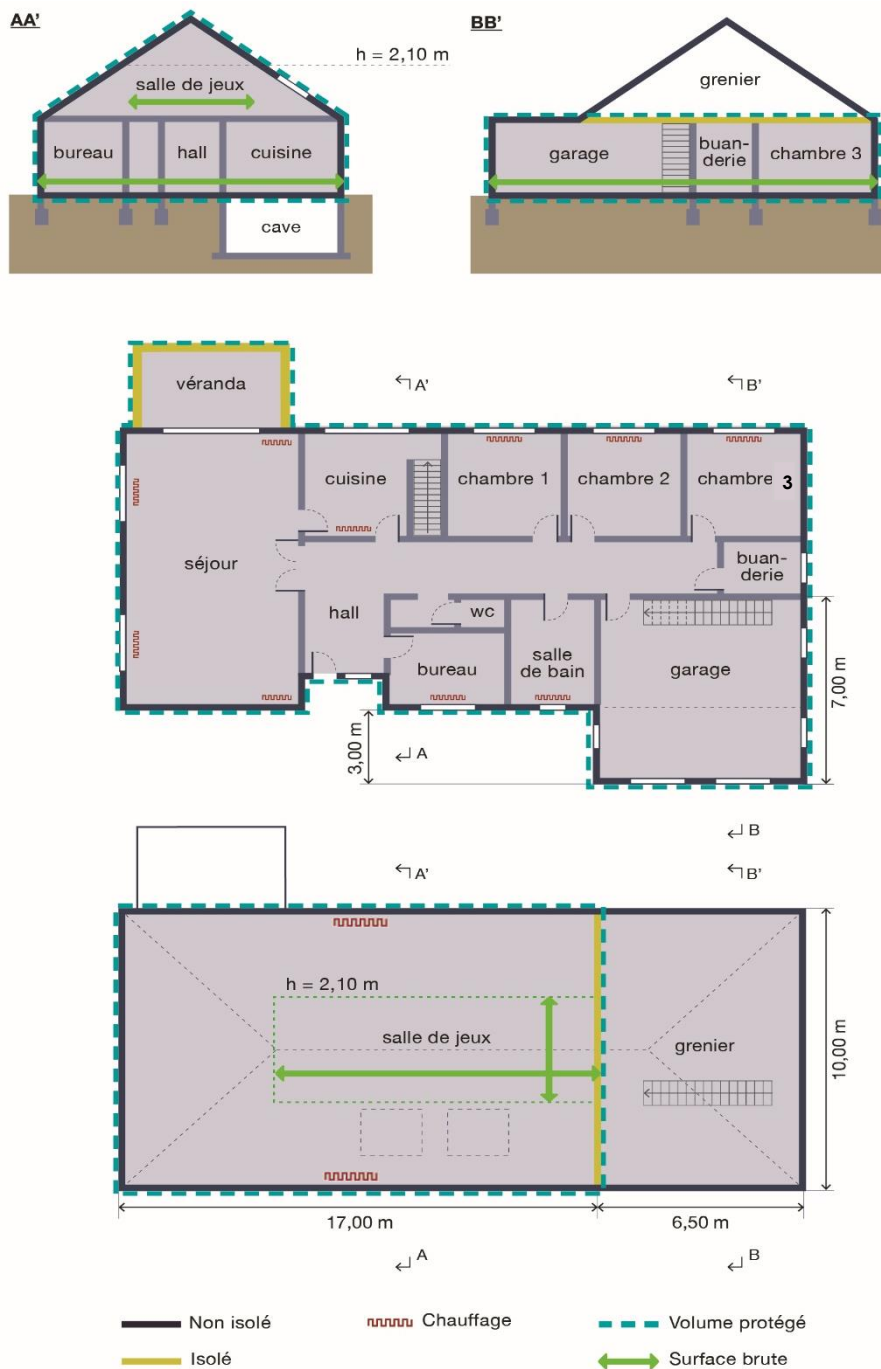 AA'
h = 2,10 m
salle de jeux
bureau
hall
cuisine
cave
BB'
grenier
garage
buan-
derie
chambre 3
véranda
A'
B'
cuisine
chambre 1
chambre 2
chambre 3
séjour
buan-
derie
hall
wc
bureau
salle
de bain
garage
7,00 m
3,00 m
A
B
A'
B'
h = 2,10 m
salle de jeux
grenier
10,00 m
17,00 m
6,50 m
A
B
Non isolé
Chauffage
Volume protégé
Isolé
Surface brute